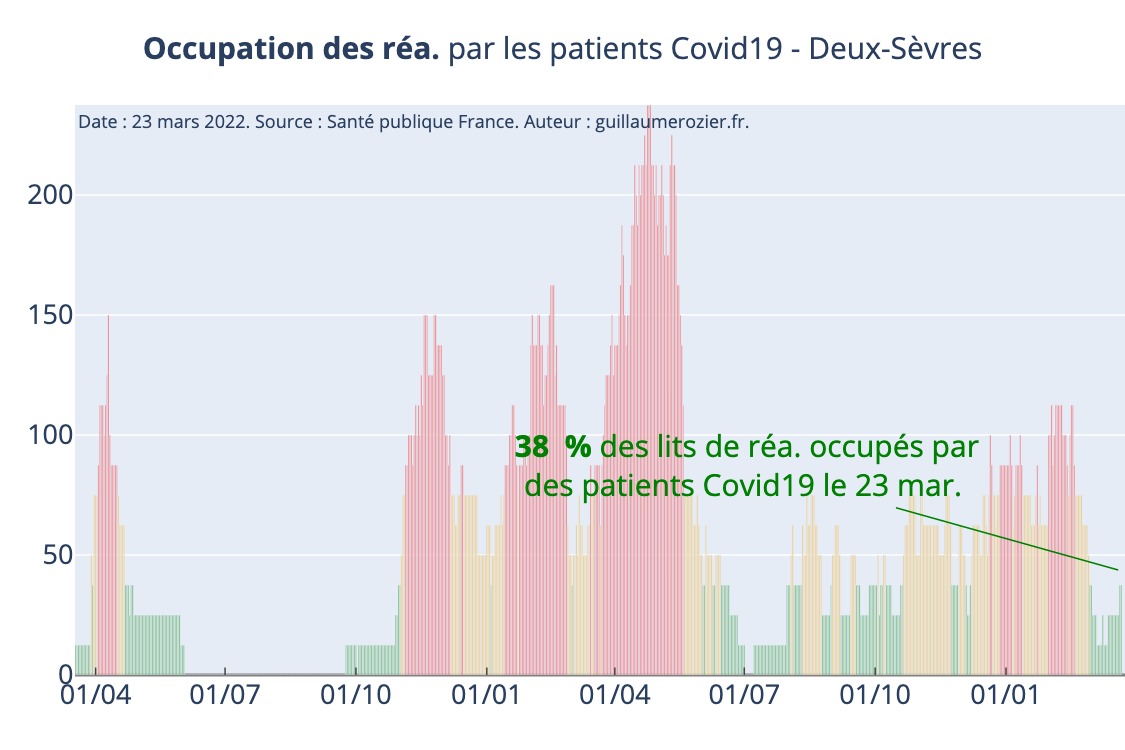 Occupation des réa. par les patients Covid19 - Deux-Sèvres
Date : 23 mars 2022. Source : Santé publique France. Auteur : guillaumerozier.fr.
200
150
100
50
0
38 % des lits de réa. occupés par
des patients Covid19 le 23 mar.
01/04 01/07 01/10 01/01 01/04 01/07 01/10 01/01